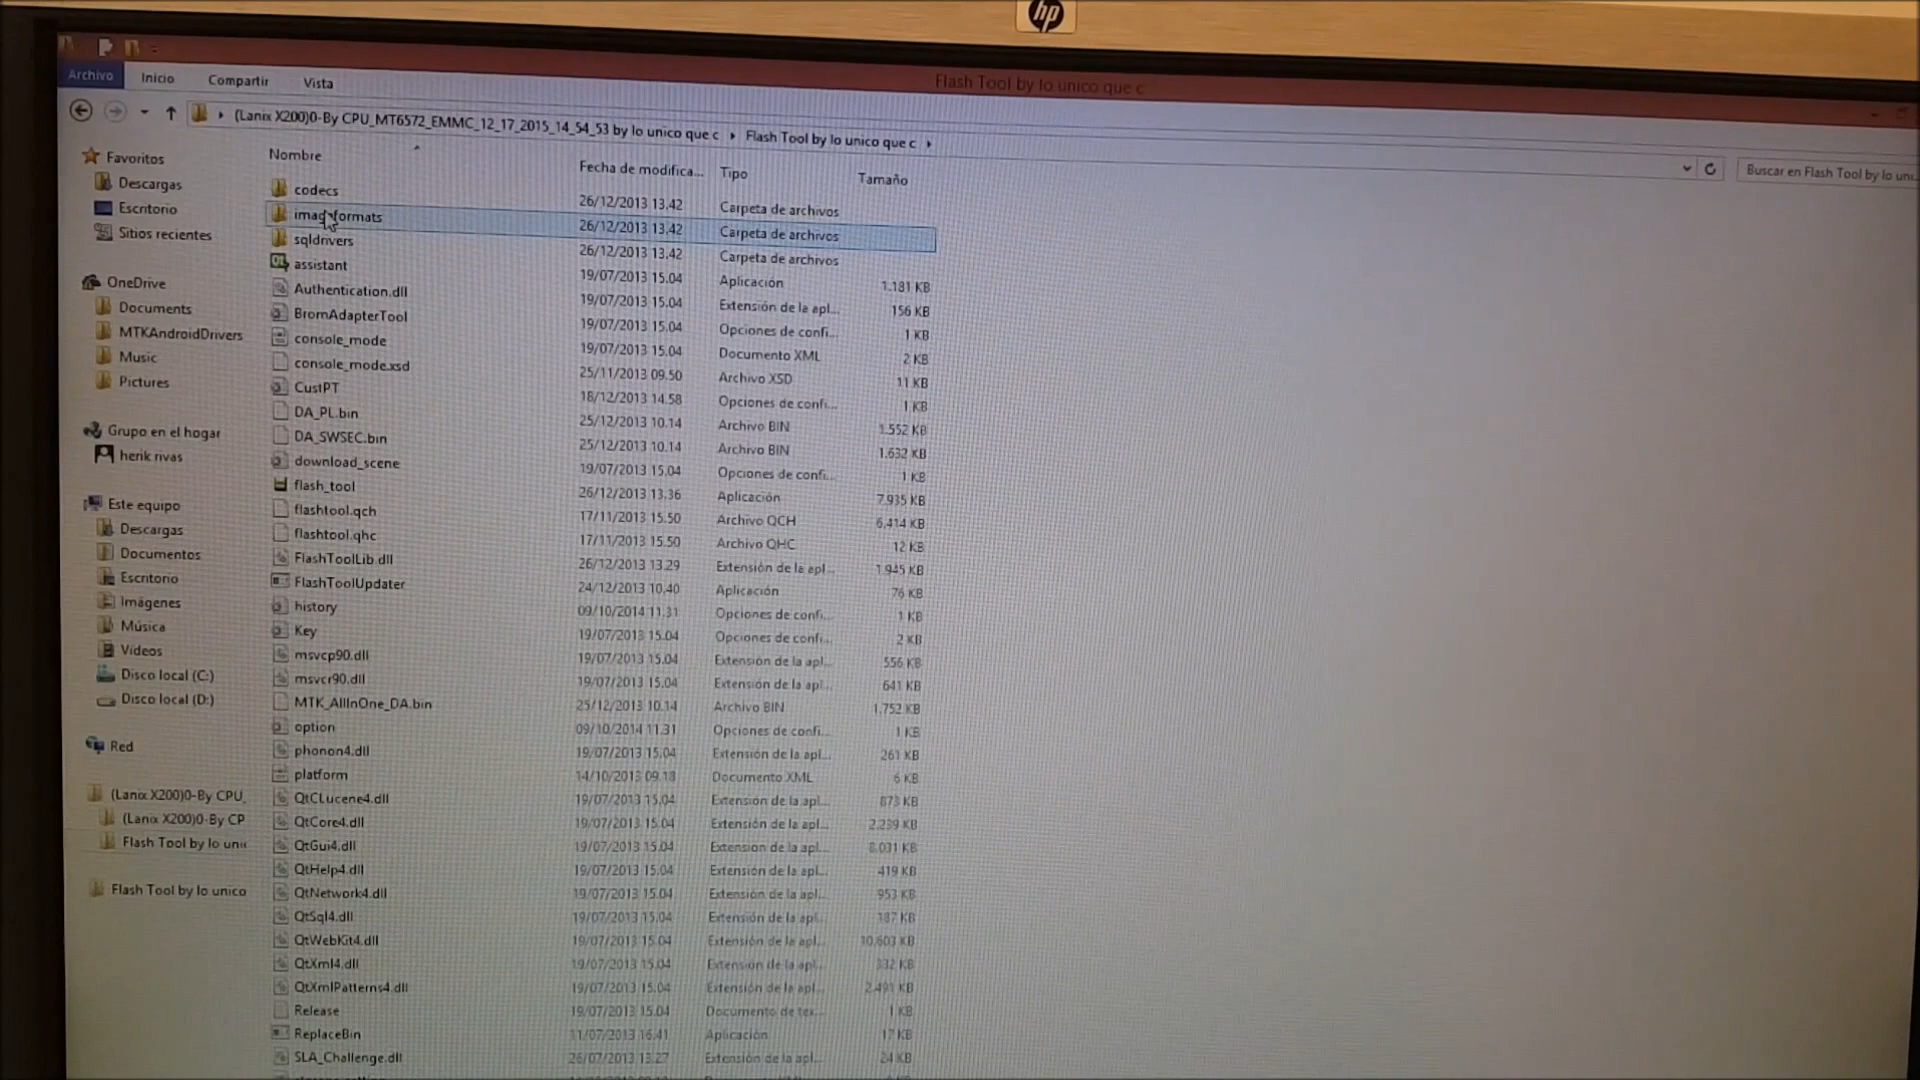 hp
Flash Tool by lo unico que c
Archivo Inicio Compartir Vista
(Lanix X200)0-By CPU_MT6572_EMMC_12_17_2015_14_54_53 by lo unico que c Flash Tool by lo unico que c
Buscar en Flash Tool by lo
Nombre Fecha de modifica... Tipo Tamaño
Favoritos
Descargas
Escritorio
Sitios recientes
OneDrive
Documents
MTKAndroidDrivers
Music
Pictures
Grupo en el hogar
herik rivas
Este equipo
Descargas
Documentos
Escritorio
Imágenes
Música
Vídeos
Disco local (C:)
Disco local (D:)
Red
(Lanix X200)0-By CPU_
(Lanix X200)0-By CP
Flash Tool by lo
Flash Tool by lo unico
codecs 26/12/2013 13.42 Carpeta de archivos
imageformats 26/12/2013 13.42 Carpeta de archivos
sqldrivers 26/12/2013 13.42 Carpeta de archivos
assistant 19/07/2013 15.04 Aplicación 1.181 KB
Authentication.dll 19/07/2013 15.04 Extensión de la apl... 156 KB
BromAdapterTool 19/07/2013 15.04 Opciones de confi... 1 KB
console_mode 19/07/2013 15.04 Documento XML 2 KB
console_mode.xsd 25/11/2013 09.50 Archivo XSD 11 KB
CustPT 18/12/2013 14.58 Opciones de confi... 1 KB
DA_PL.bin 25/12/2013 10.14 Archivo BIN 1.552 KB
DA_SWSEC.bin 25/12/2013 10.14 Archivo BIN 1.632 KB
download_scene 19/07/2013 15.04 Opciones de confi... 1 KB
flash_tool 26/12/2013 13.36 Aplicación 7.935 KB
flashtool.qch 17/11/2013 15.50 Archivo QCH 6.414 KB
flashtool.qhc 17/11/2013 15.50 Archivo QHC 12 KB
FlashToolLib.dll 26/12/2013 13.29 Extensión de la apl... 1.945 KB
FlashToolUpdater 24/12/2013 10.40 Aplicación 76 KB
history 09/10/2014 11.31 Opciones de confi... 1 KB
Key 19/07/2013 15.04 Opciones de confi... 2 KB
msvcp90.dll 19/07/2013 15.04 Extensión de la apl... 556 KB
msvcr90.dll 19/07/2013 15.04 Extensión de la apl... 641 KB
MTK_AllInOne_DA.bin 25/12/2013 10.14 Archivo BIN 1.752 KB
option 09/10/2014 11.31 Opciones de confi... 1 KB
phonon4.dll 19/07/2013 15.04 Extensión de la apl... 261 KB
platform 14/10/2013 09.18 Documento XML 6 KB
QtCLucene4.dll 19/07/2013 15.04 Extensión de la apl... 873 KB
QtCore4.dll 19/07/2013 15.04 Extensión de la apl... 2.239 KB
QtGui4.dll 19/07/2013 15.04 Extensión de la apl... 8.031 KB
QtHelp4.dll 19/07/2013 15.04 Extensión de la apl... 419 KB
QtNetwork4.dll 19/07/2013 15.04 Extensión de la apl... 953 KB
QtSql4.dll 19/07/2013 15.04 Extensión de la apl... 187 KB
QtWebKit4.dll 19/07/2013 15.04 Extensión de la apl... 10.603 KB
QtXml4.dll 19/07/2013 15.04 Extensión de la apl... 332 KB
QtXmlPatterns4.dll 19/07/2013 15.04 Extensión de la apl... 2.491 KB
Release 19/07/2013 15.04 Documento de tex... 1 KB
ReplaceBin 11/07/2013 16.41 Aplicación 17 KB
SLA_Challenge.dll 26/07/2013 13.27 Extensión de la apl... 24 KB